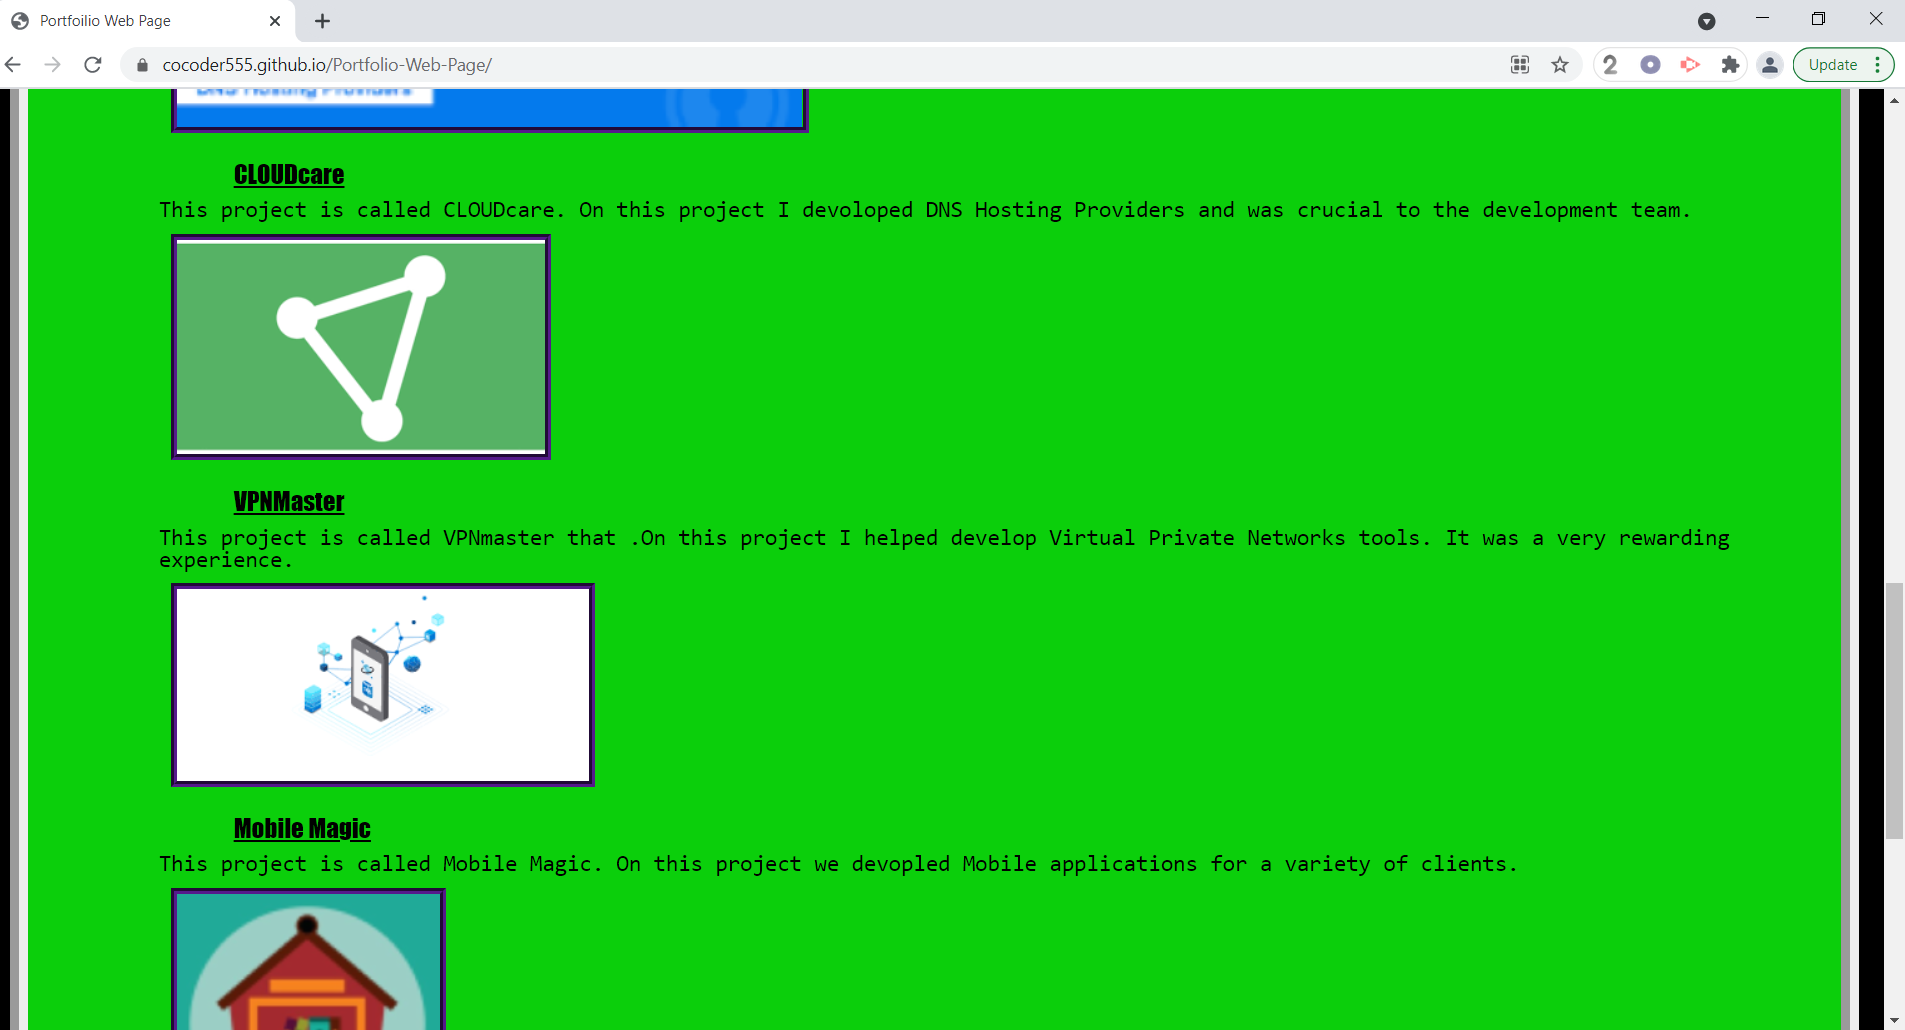 Portfoilio Web Page
cocoder555.github.io/Portfolio-Web-Page/
2
Update
DNS Hosting Providers
CLOUDcare
This project is called CLOUDcare. On this project I devoloped DNS Hosting Providers and was crucial to the development team.
VPNMaster
This project is called VPNmaster that .On this project I helped develop Virtual Private Networks tools. It was a very rewarding
experience.
Mobile Magic
This project is called Mobile Magic. On this project we devopled Mobile applications for a variety of clients.